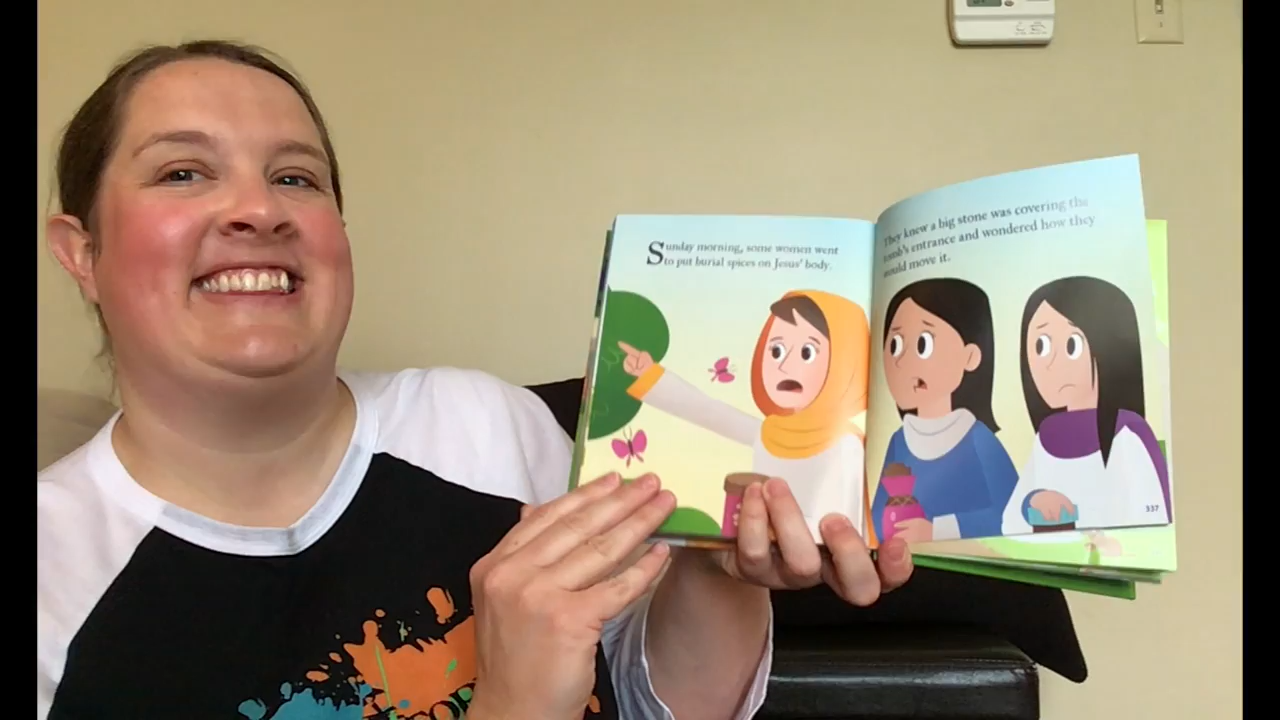 Sunday morning, some women went
to put burial spices on Jesus' body.
They knew a big stone was covering the
tomb's entrance and wondered how they
would move it.
337